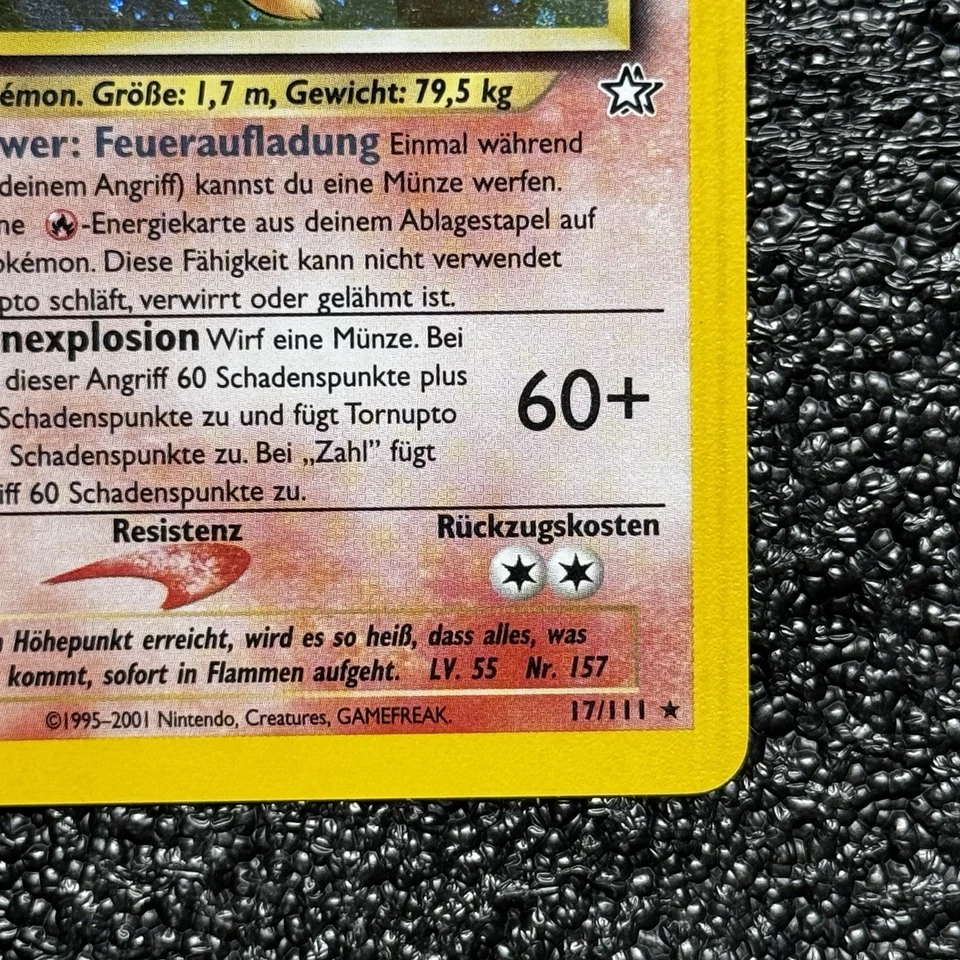 émon. Größe: 1,7 m, Gewicht: 79,5 kg
wer: Feueraufladung Einmal während
deinem Angriff) kannst du eine Münze werfen.
ne -Energiekarte aus deinem Ablagestapel auf
okémon. Diese Fähigkeit kann nicht verwendet
pto schläft, verwirrt oder gelähmt ist.
nexplosion Wirf eine Münze. Bei
dieser Angriff 60 Schadenspunkte plus
Schadenspunkte zu und fügt Tornupto
Schadenspunkte zu. Bei „Zahl” fügt
iff 60 Schadenspunkte zu.
60+
Resistenz
Rückzugskosten
n Höhepunkt erreicht, wird es so heiß, dass alles, was
kommt, sofort in Flammen aufgeht. LV. 55 Nr. 157
©1995–2001 Nintendo, Creatures, GAMEFREAK.
17/111 ★